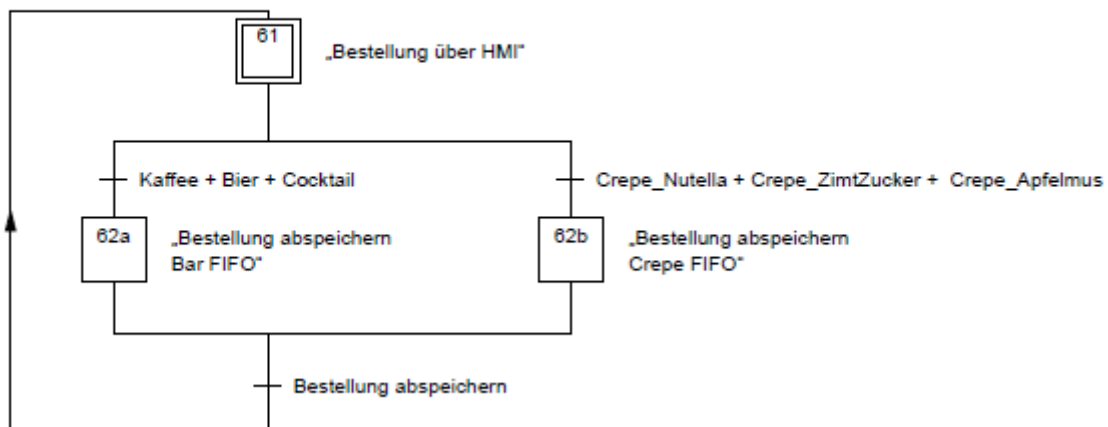 61
„Bestellung über HMI"
Kaffee + Bier + Cocktail
Crepe_Nutella + Crepe_ZimtZucker + Crepe_Apfelmus
62a
„Bestellung abspeichern
Bar FIFO"
62b
„Bestellung abspeichern
Crepe FIFO"
Bestellung abspeichern